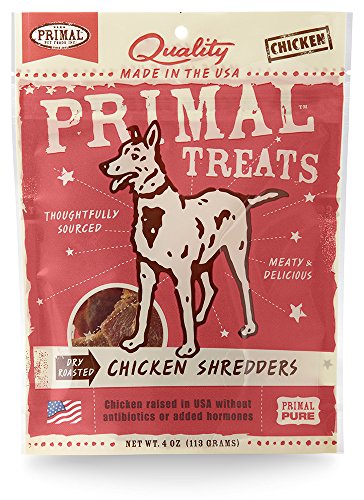 PRIMAL
PET FOODS INC
Quality
CHICKEN
MADE IN THE USA
PRIMAL™
TREATS
THOUGHTFULLY
SOURCED
MEATY &
DELICIOUS
DRY
ROASTED
CHICKEN SHREDDERS
Chicken raised in USA without
antibiotics or added hormones
PRIMAL
PURE
NET WT. 4 OZ (113 GRAMS)